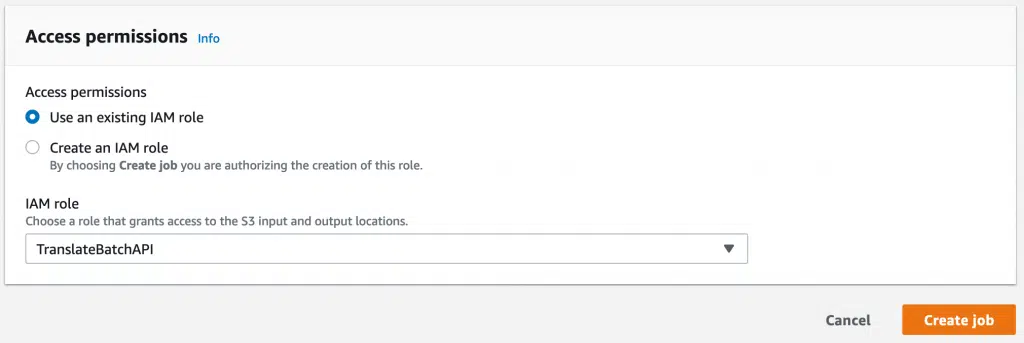 Access permissions Info
Access permissions
Use an existing IAM role
Create an IAM role
By choosing Create job you are authorizing the creation of this role.
IAM role
Choose a role that grants access to the S3 input and output locations.
TranslateBatchAPI
Cancel Create job